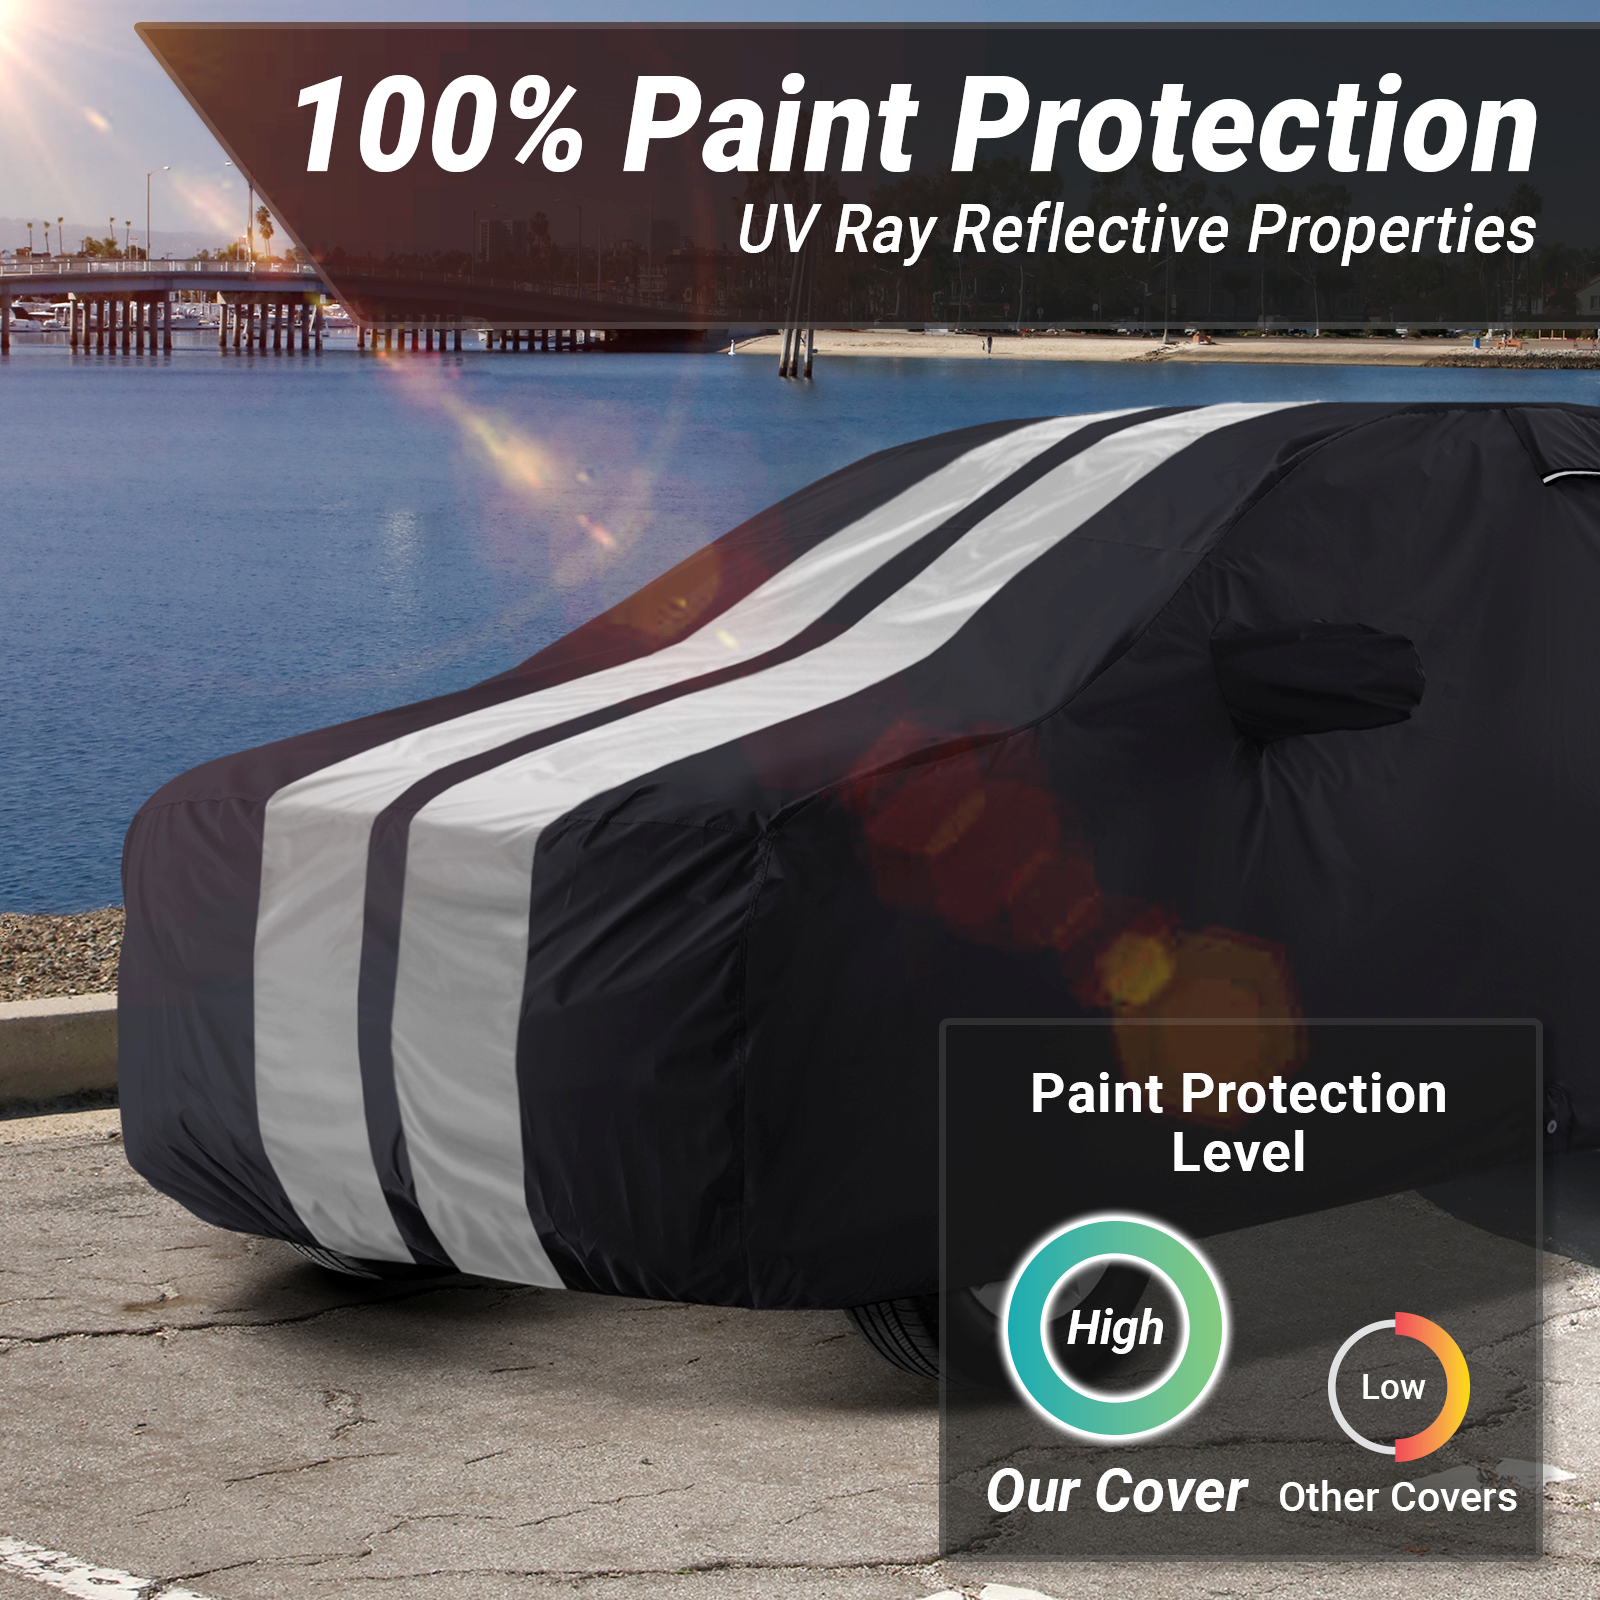 100% Paint Protection
UV Ray Reflective Properties
Paint Protection
Level
High
Low
Our Cover
Other Covers